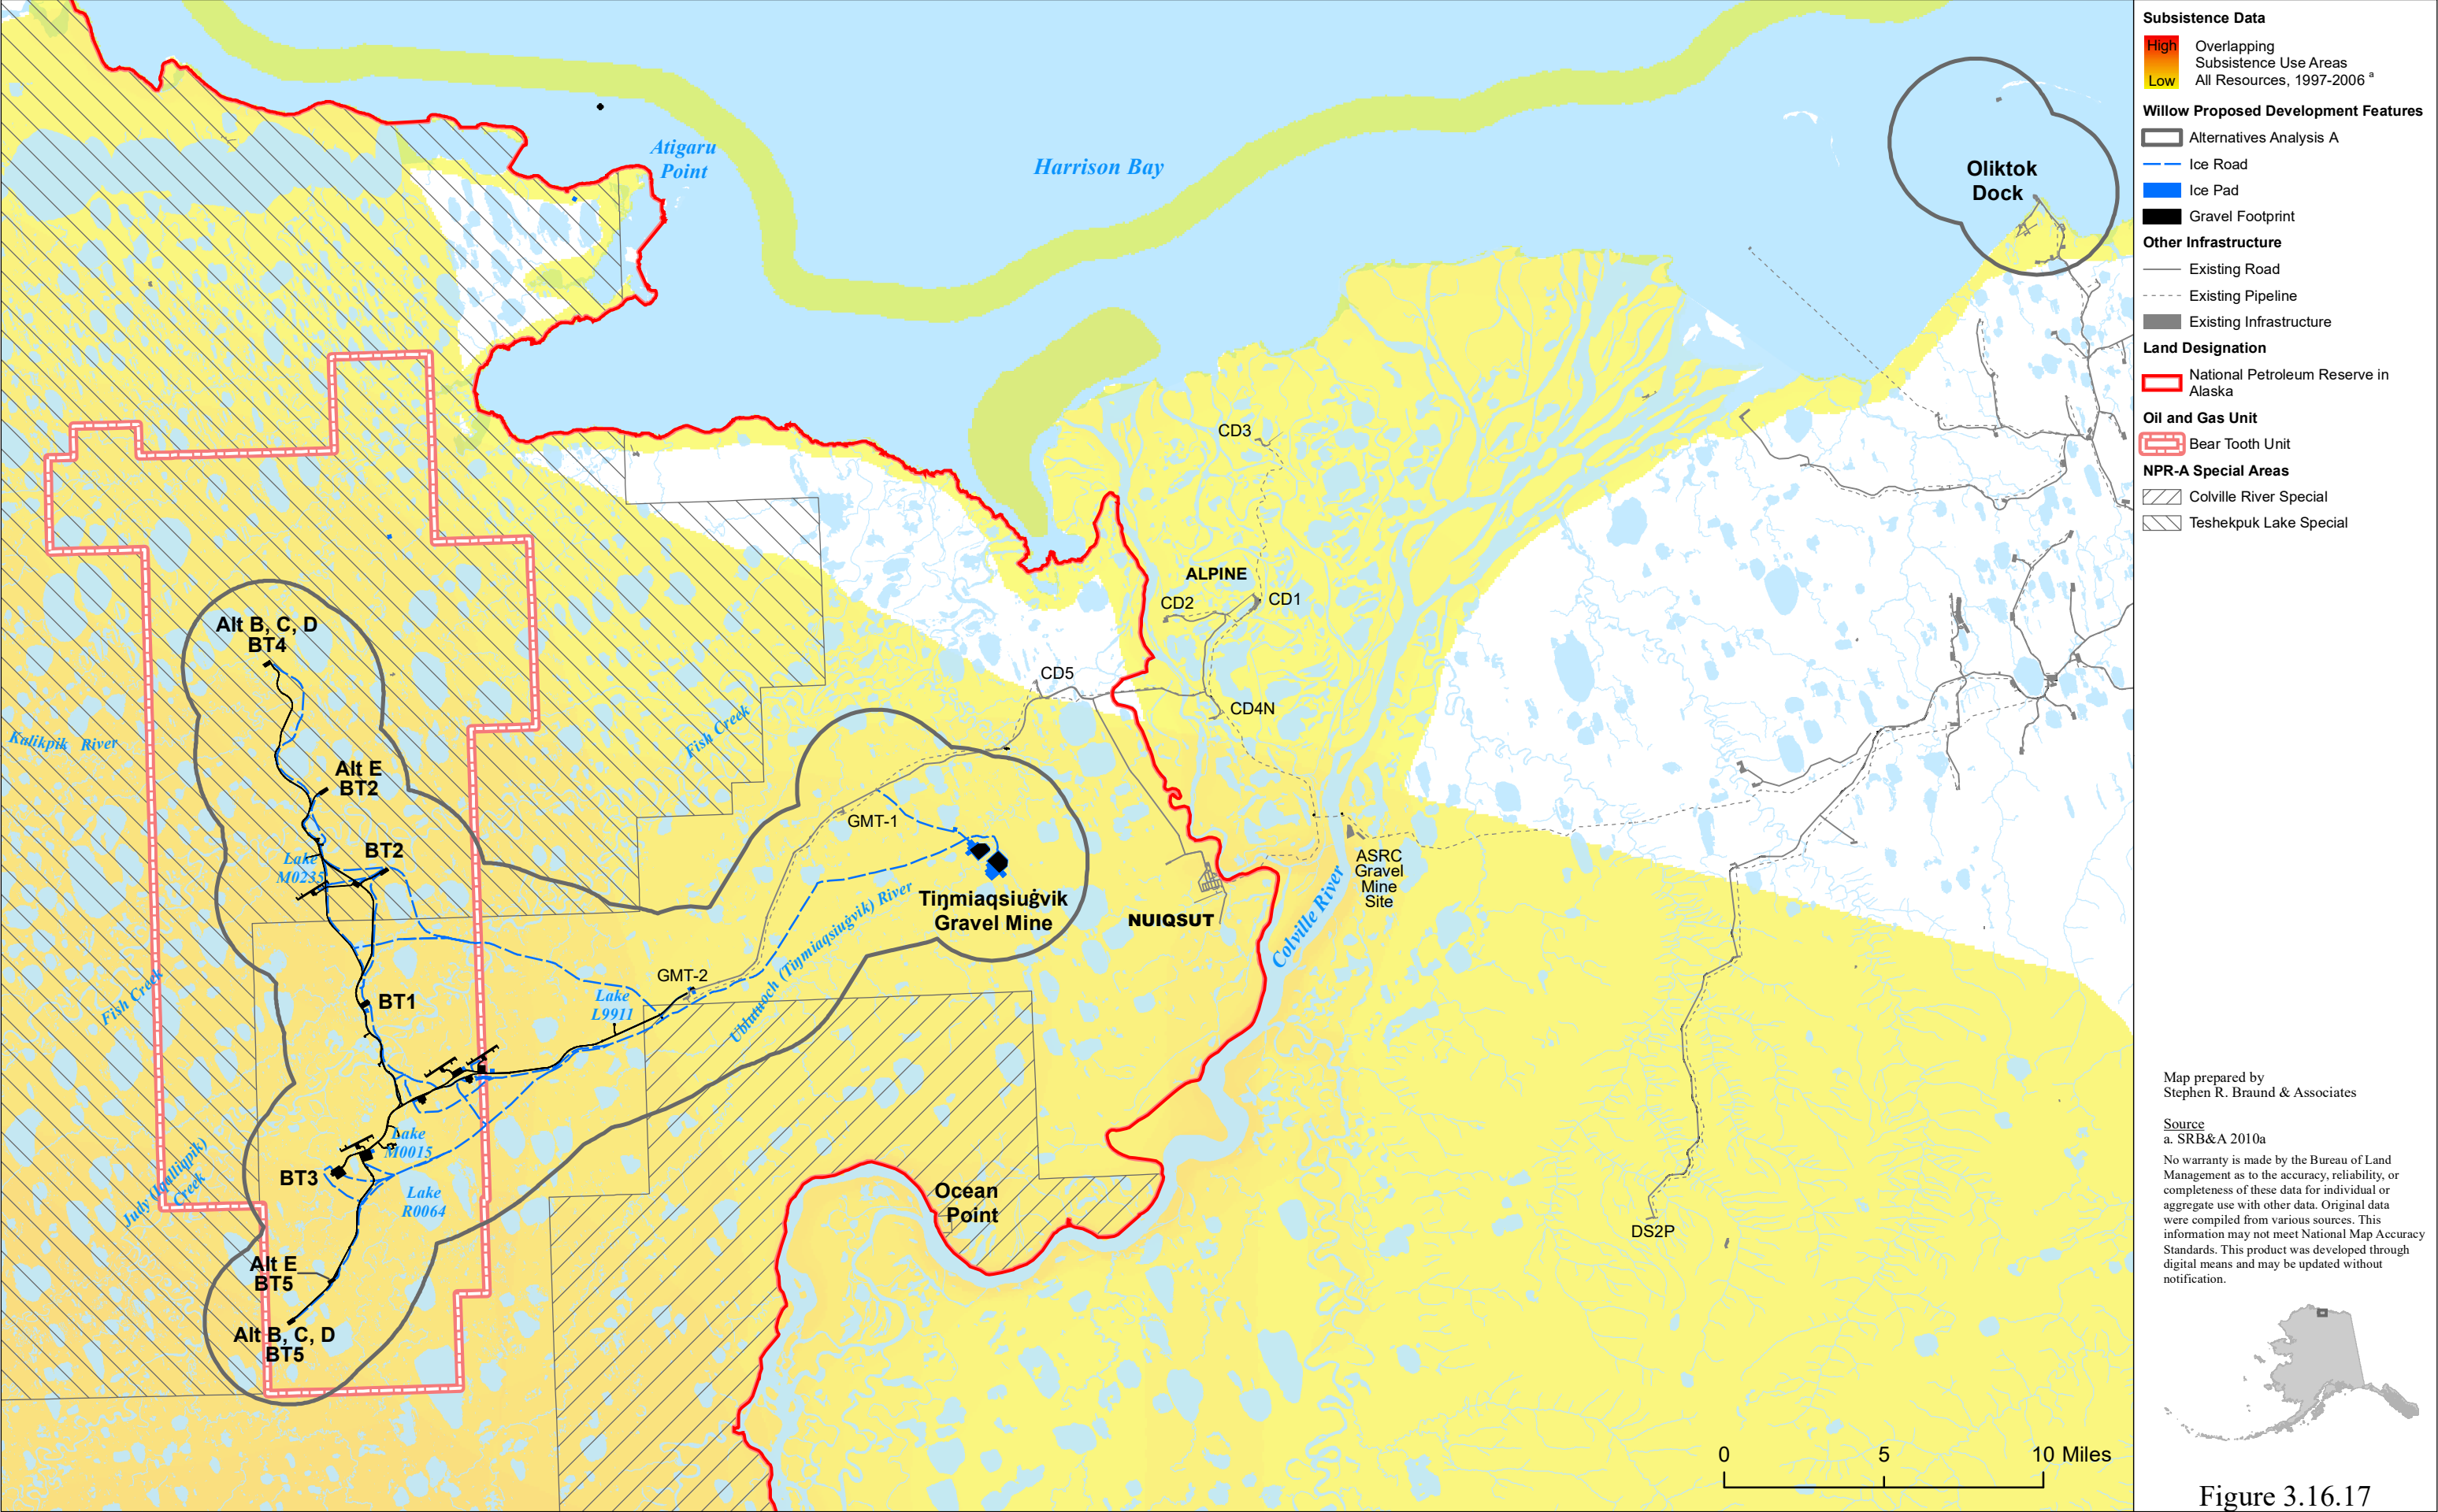 Atigaru
Point
Harrison Bay
Oliktok
Dock
CD3
ALPINE
CD2
CD1
CD5
CD4N
Alt B, C, D
BT4
Kalikpik River
Fish Creek
Alt E
BT2
GMT-1
Lake
M0235
BT2
Tiŋmiaqsiuġvik
Gravel Mine
Ublutuoch (Tiŋmiaqsiuġvik) River
NUIQSUT
Colville River
ASRC
Gravel
Mine
Site
GMT-2
Fish Creek
BT1
Lake
L9911
Judy (Iqalliqpik)
Creek
Lake
M0015
BT3
Lake
R0064
Ocean
Point
DS2P
Alt E
BT5
Alt B, C, D
BT5
0 5 10 Miles
Subsistence Data
High
Low
Overlapping
Subsistence Use Areas
All Resources, 1997-2006 a
Willow Proposed Development Features
Alternatives Analysis A
Ice Road
Ice Pad
Gravel Footprint
Other Infrastructure
Existing Road
Existing Pipeline
Existing Infrastructure
Land Designation
National Petroleum Reserve in
Alaska
Oil and Gas Unit
Bear Tooth Unit
NPR-A Special Areas
Colville River Special
Teshekpuk Lake Special
Map prepared by
Stephen R. Braund & Associates
Source
a. SRB&A 2010a
No warranty is made by the Bureau of Land
Management as to the accuracy, reliability, or
completeness of these data for individual or
aggregate use with other data. Original data
were compiled from various sources. This
information may not meet National Map Accuracy
Standards. This product was developed through
digital means and may be updated without
notification.
Figure 3.16.17